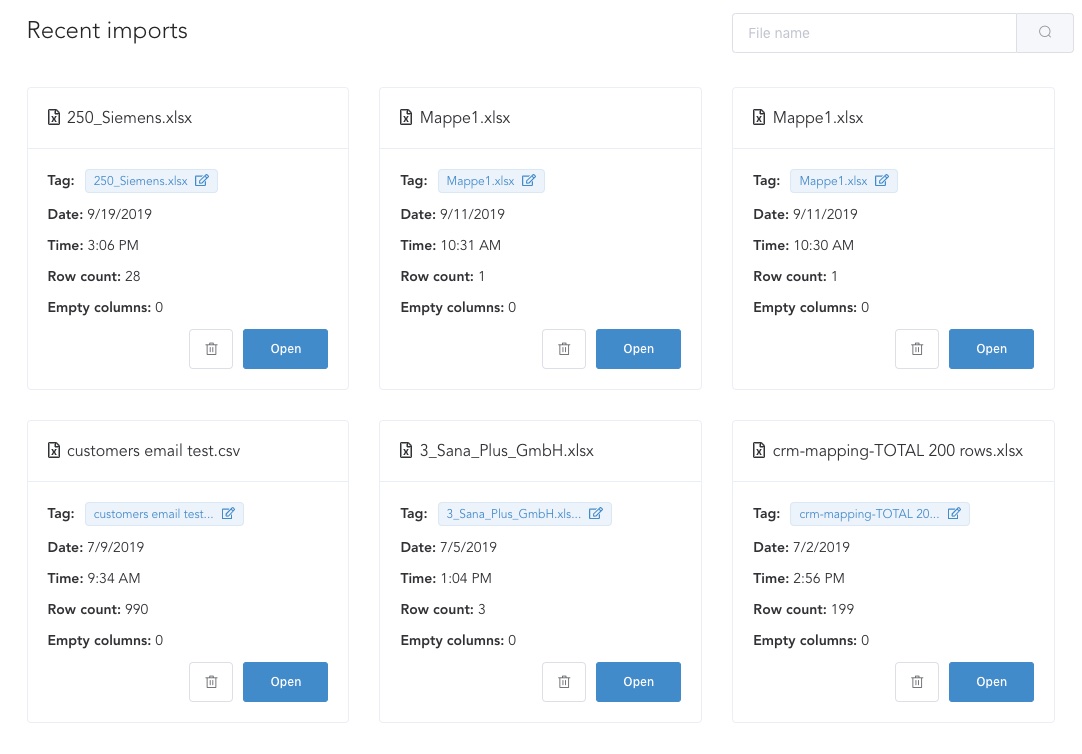 Recent imports
File name
250_Siemens.xlsx
Tag: 250_Siemens.xlsx
Date: 9/19/2019
Time: 3:06 PM
Row count: 28
Empty columns: 0
Open
Mappe1.xlsx
Tag: Mappe1.xlsx
Date: 9/11/2019
Time: 10:31 AM
Row count: 1
Empty columns: 0
Open
Mappe1.xlsx
Tag: Mappe1.xlsx
Date: 9/11/2019
Time: 10:30 AM
Row count: 1
Empty columns: 0
Open
customers email test.csv
Tag: customers email test...
Date: 7/9/2019
Time: 9:34 AM
Row count: 990
Empty columns: 0
Open
3_Sana_Plus_GmbH.xlsx
Tag: 3_Sana_Plus_GmbH.xls...
Date: 7/5/2019
Time: 1:04 PM
Row count: 3
Empty columns: 0
Open
crm-mapping-TOTAL 200 rows.xlsx
Tag: crm-mapping-TOTAL 20...
Date: 7/2/2019
Time: 2:56 PM
Row count: 199
Empty columns: 0
Open